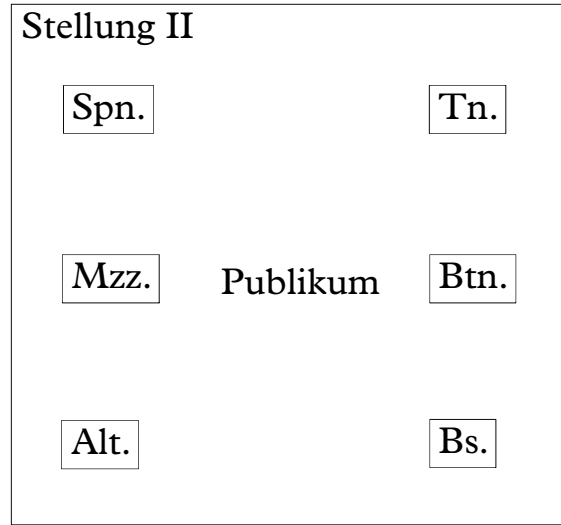 Stellung II
Spn. Tn.
Mzz. Publikum Btn.
Alt. Bs.